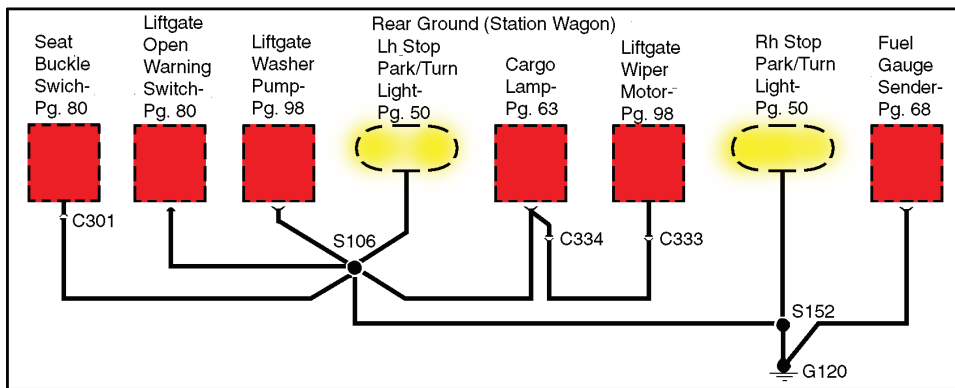 Rear Ground (Station Wagon)
Seat
Buckle
Swich-
Pg. 80
Liftgate
Open
Warning
Switch-
Pg. 80
Liftgate
Washer
Pump-
Pg. 98
Lh Stop
Park/Turn
Light-
Pg. 50
Cargo
Lamp-
Pg. 63
Liftgate
Wiper
Motor-
Pg. 98
Rh Stop
Park/Turn
Light-
Pg. 50
Fuel
Gauge
Sender-
Pg. 68
C301
S106
C334
C333
S152
G120